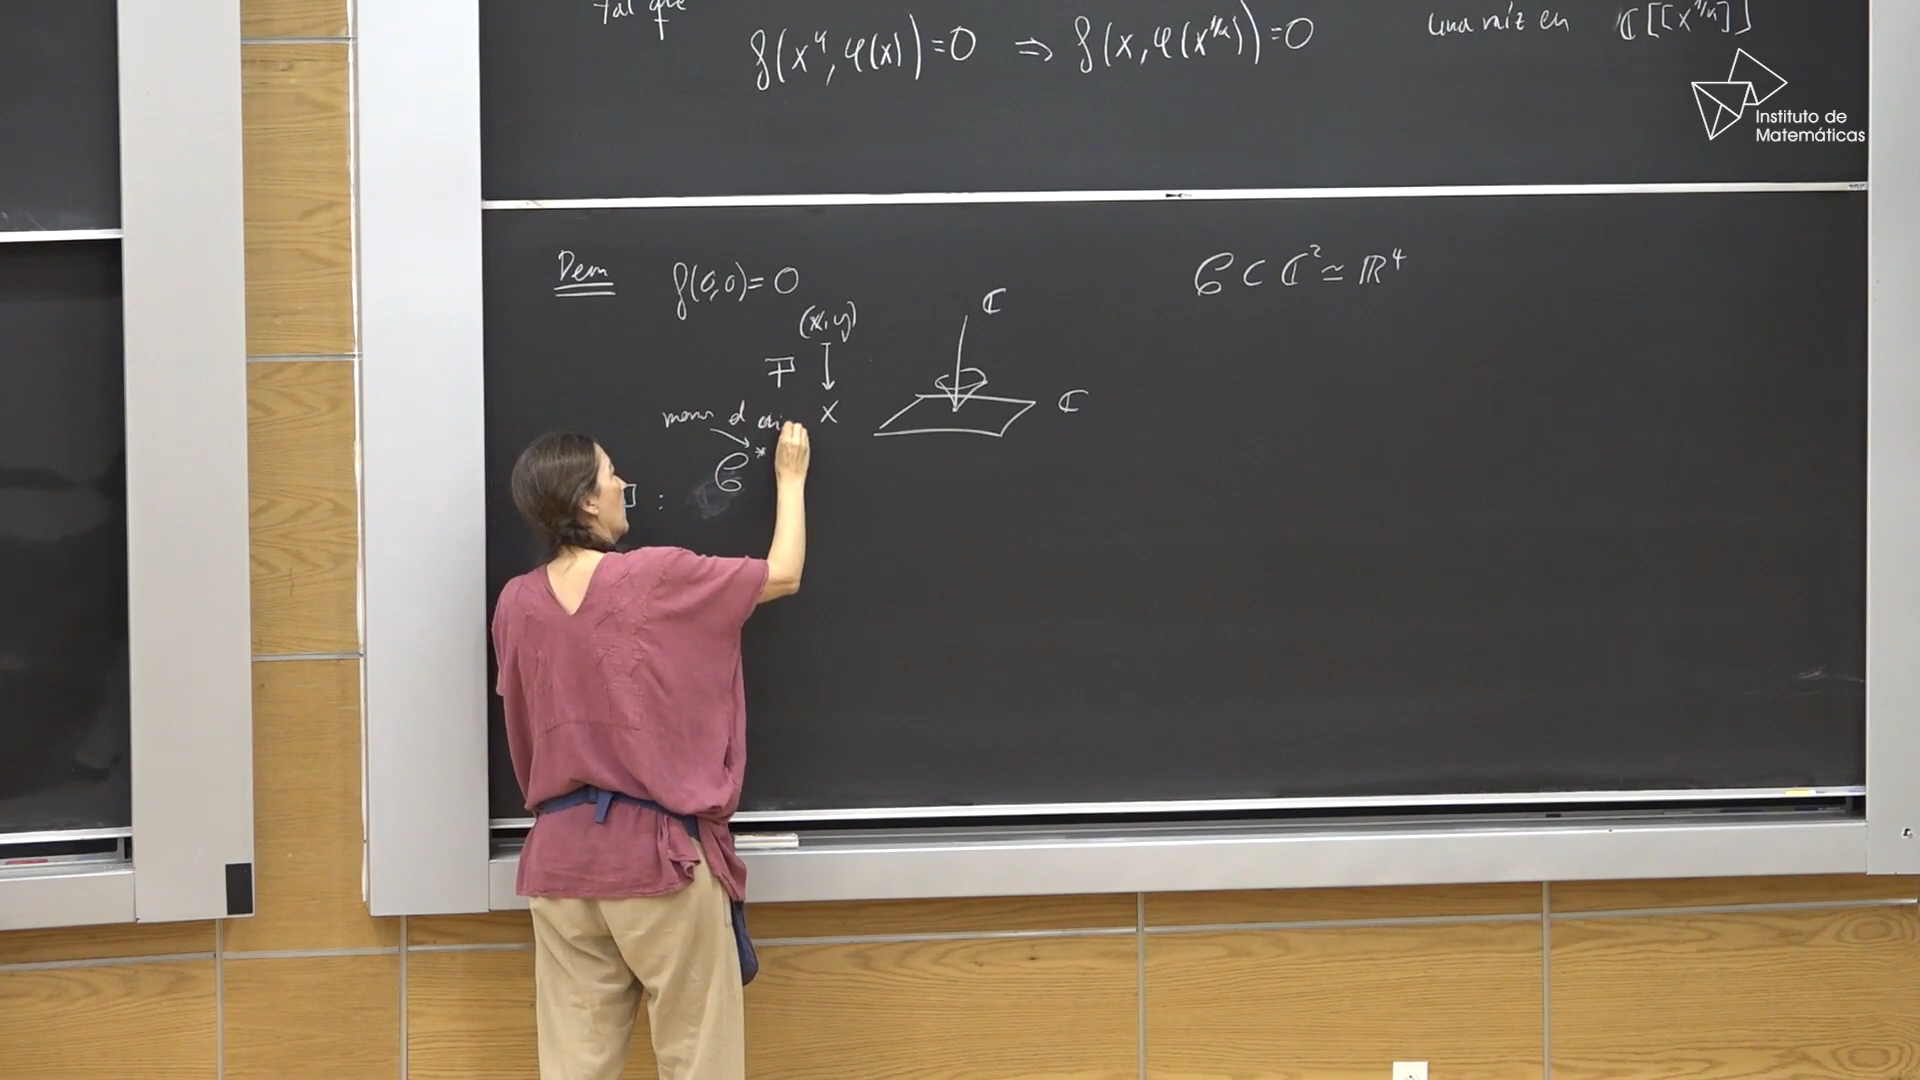 tal que
f(x⁴, φ(x)) = 0 ⇒ f(x, φ(x^{1/k})) = 0
una raíz en ℂ[[x^{1/k}]]
Instituto de
Matemáticas
Dem f(0,0) = 0
𝒞 ⊂ ℂ² ≃ ℝ⁴
(x,y)
ℂ
π ↓
x
ℂ
menos el
𝒞*
: